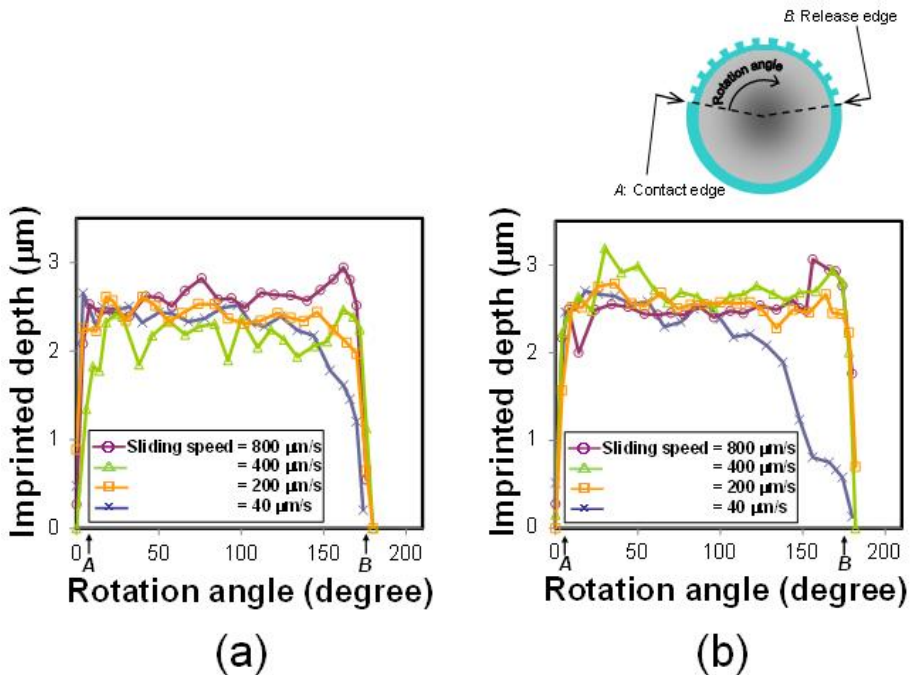 B: Release edge
Rotation angle
A: Contact edge
Imprinted depth (μm)
3
2
1
0
Sliding speed = 800 μm/s
= 400 μm/s
= 200 μm/s
= 40 μm/s
0 50 100 150 200
A B
Rotation angle (degree)
(a)
Imprinted depth (μm)
3
2
1
0
Sliding speed = 800 μm/s
= 400 μm/s
= 200 μm/s
= 40 μm/s
0 50 100 150 200
A B
Rotation angle (degree)
(b)